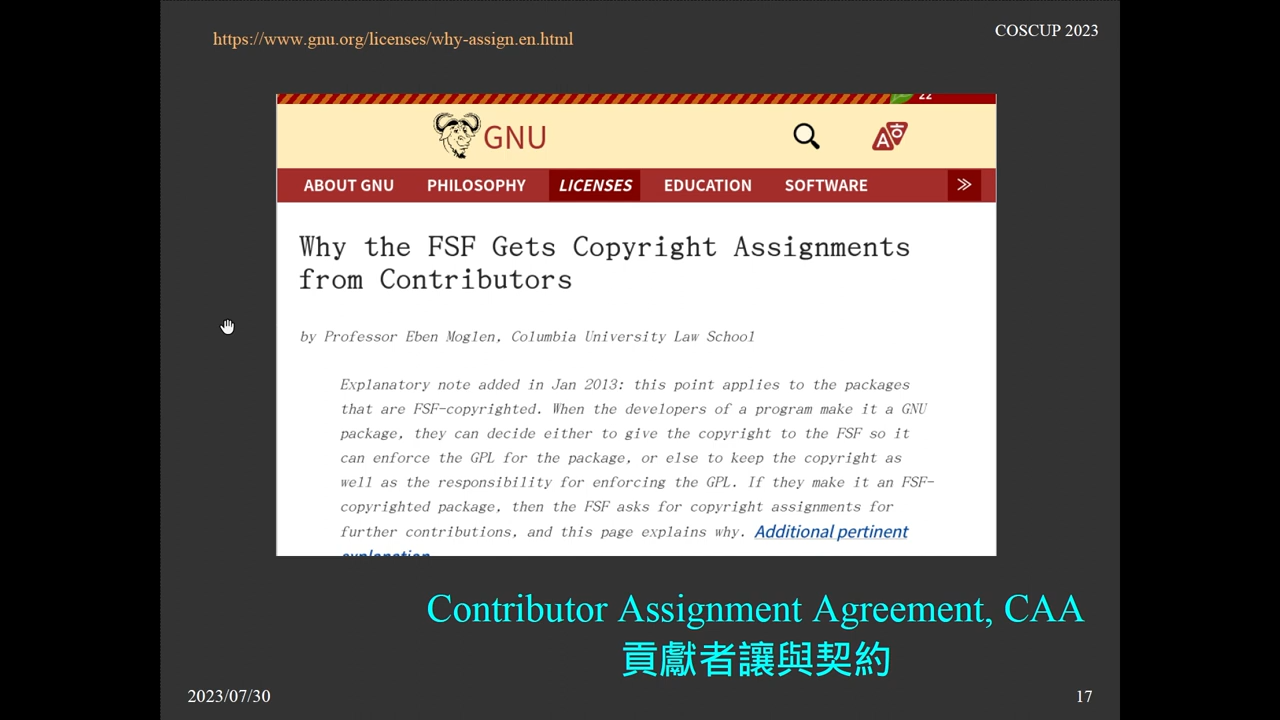 https://www.gnu.org/licenses/why-assign.en.html
COSCUP 2023
22
GNU
ABOUT GNU PHILOSOPHY LICENSES EDUCATION SOFTWARE
Why the FSF Gets Copyright Assignments
from Contributors
by Professor Eben Moglen, Columbia University Law School
Explanatory note added in Jan 2013: this point applies to the packages
that are FSF-copyrighted. When the developers of a program make it a GNU
package, they can decide either to give the copyright to the FSF so it
can enforce the GPL for the package, or else to keep the copyright as
well as the responsibility for enforcing the GPL. If they make it an FSF-
copyrighted package, then the FSF asks for copyright assignments for
further contributions, and this page explains why. Additional pertinent
explanation
Contributor Assignment Agreement, CAA
貢獻者讓與契約
2023/07/30
17